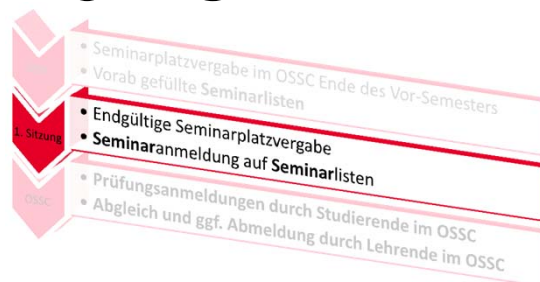 • Seminarplatzvergabe im OSSC Ende des Vor-Semesters
• Vorab gefüllte Seminarlisten
1. Sitzung
• Endgültige Seminarplatzvergabe
• Seminaranmeldung auf Seminarlisten
OSSC
• Prüfungsanmeldungen durch Studierende im OSSC
• Abgleich und ggf. Abmeldung durch Lehrende im OSSC